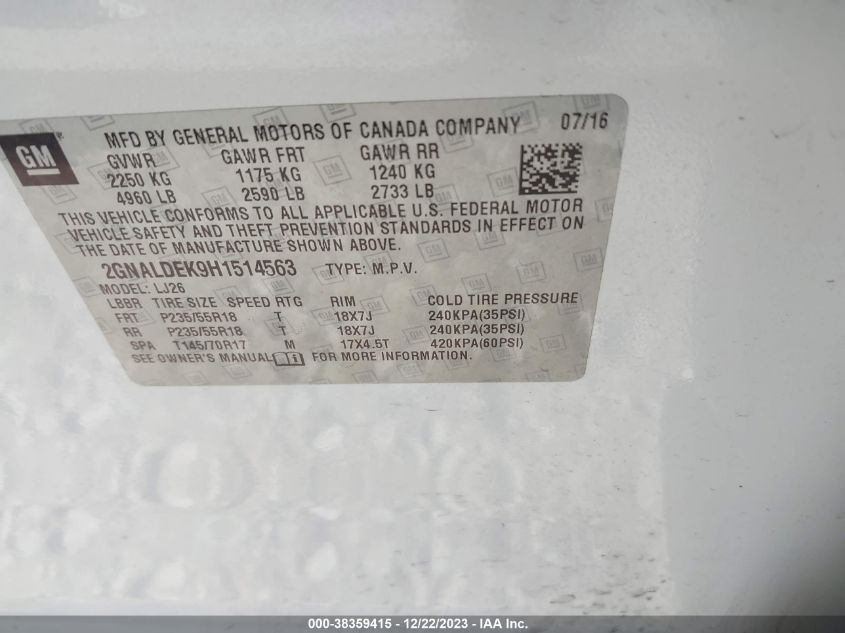 GM
MFD BY GENERAL MOTORS OF CANADA COMPANY 07/16
GVWR GAWR FRT GAWR RR
2250 KG 1175 KG 1240 KG
4960 LB 2590 LB 2733 LB
THIS VEHICLE CONFORMS TO ALL APPLICABLE U.S. FEDERAL MOTOR
VEHICLE SAFETY AND THEFT PREVENTION STANDARDS IN EFFECT ON
THE DATE OF MANUFACTURE SHOWN ABOVE.
2GNALDEK9H1514563 TYPE: M.P.V.
MODEL: LJ26
LB8R TIRE SIZE SPEED RTG RIM COLD TIRE PRESSURE
FRT P235/55R18 T 18X7J 240KPA(35PSI)
RR P235/55R18 T 18X7J 240KPA(35PSI)
SPA T145/70R17 M 17X4.5T 420KPA(60PSI)
SEE OWNER'S MANUAL FOR MORE INFORMATION.
000-38359415 - 12/22/2023 - IAA Inc.